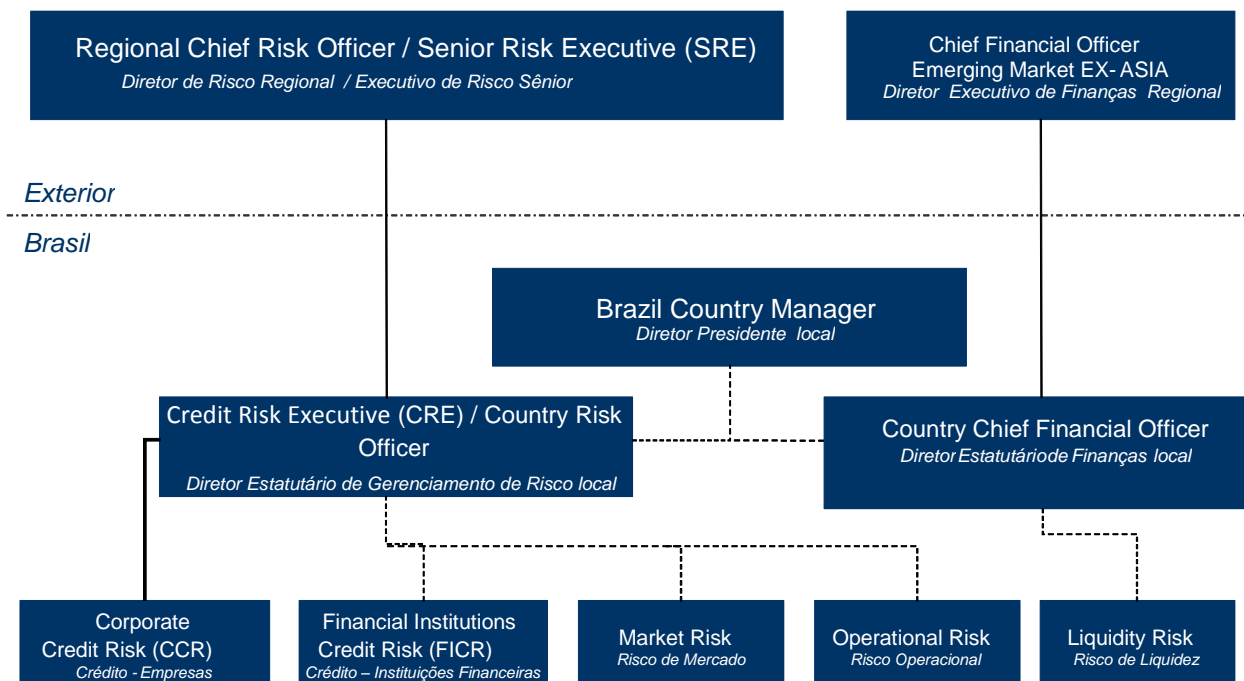 Regional Chief Risk Officer / Senior Risk Executive (SRE)
Diretor de Risco Regional / Executivo de Risco Sênior
Chief Financial Officer
Emerging Market EX- ASIA
Diretor Executivo de Finanças Regional
Exterior
Brasil
Brazil Country Manager
Diretor Presidente local
Credit Risk Executive (CRE) / Country Risk
Officer
Diretor Estatutário de Gerenciamento de Risco local
Country Chief Financial Officer
Diretor Estatutáriode Finanças local
Corporate
Credit Risk (CCR)
Crédito - Empresas
Financial Institutions
Credit Risk (FICR)
Crédito – Instituições Financeiras
Market Risk
Risco de Mercado
Operational Risk
Risco Operacional
Liquidity Risk
Risco de Liquidez